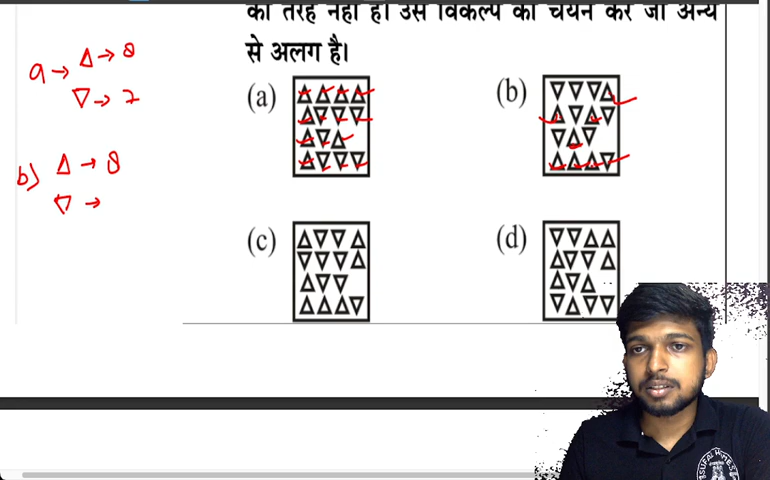 की तरह नहीं है। उस विकल्प का चयन करें जो अन्य
से अलग है।
a → Δ → 8
∇ → 7
b) Δ → 8
∇ →
(a)
(b)
(c)
(d)